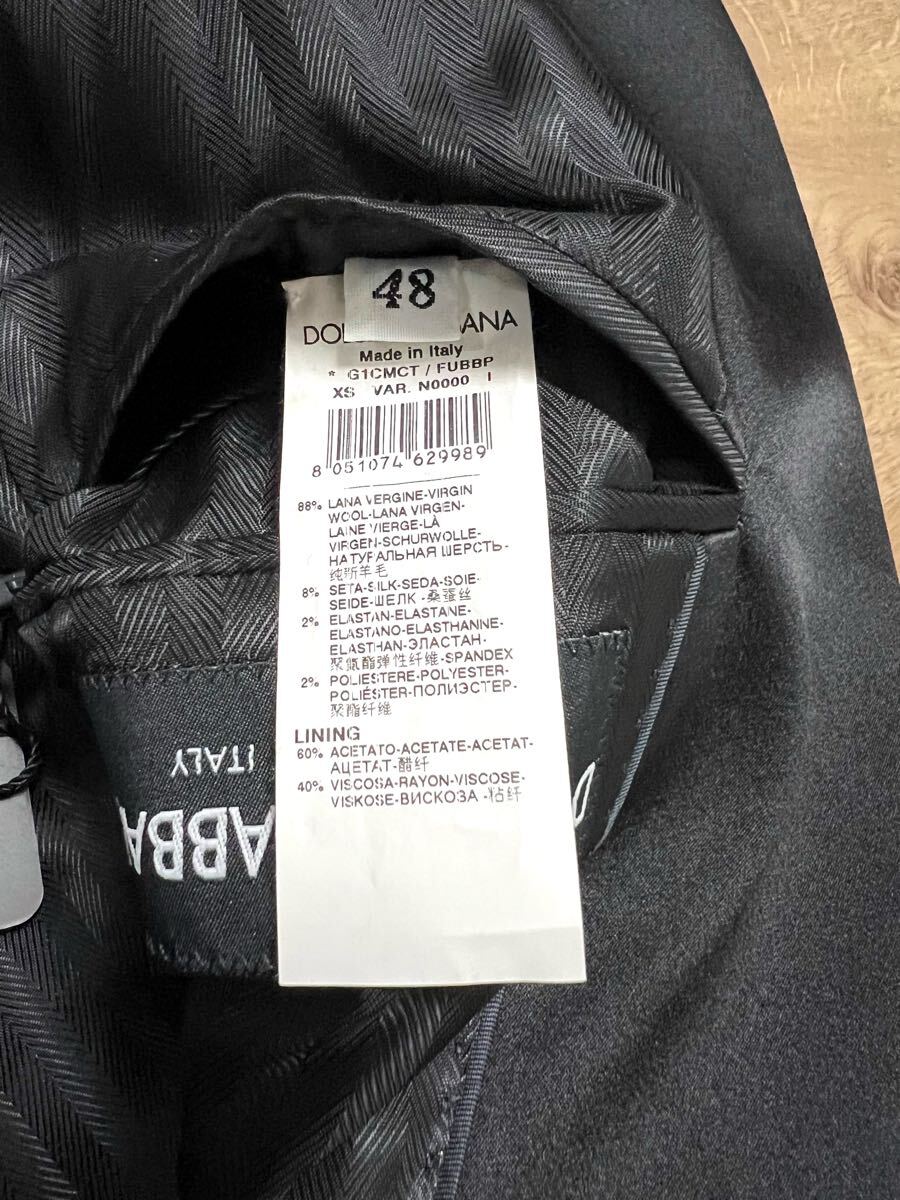 48
DOL ANA
Made in Italy
* G1CMCT / FUBBP
XS VAR. N0000 I
8 051074 629989
88% LANA VERGINE-VIRGIN
WOOL-LANA VIRGEN-
LAINE VIERGE-LÀ
VIRGEN-SCHURWOLLE-
НАТУРАЛЬНАЯ ШЕРСТЬ-
纯新羊毛
8% SETA-SILK-SEDA-SOIE-
SEIDE-ШЕЛК -桑蚕丝
2% ELASTAN-ELASTANE-
ELASTANO-ELASTHANNE-
ELASTHAN-ЭЛАСТАН-
聚氨酯弹性纤维-SPANDEX
2% POLIESTERE-POLYESTER-
POLIÉSTER-ПОЛИЭСТЕР-
聚酯纤维
LINING
60% ACETATO-ACETATE-ACETAT-
АЦЕТАТ-醋纤
40% VISCOSA-RAYON-VISCOSE-
VISKOSE-ВИСКОЗА -粘纤
D ABBA
ITALY